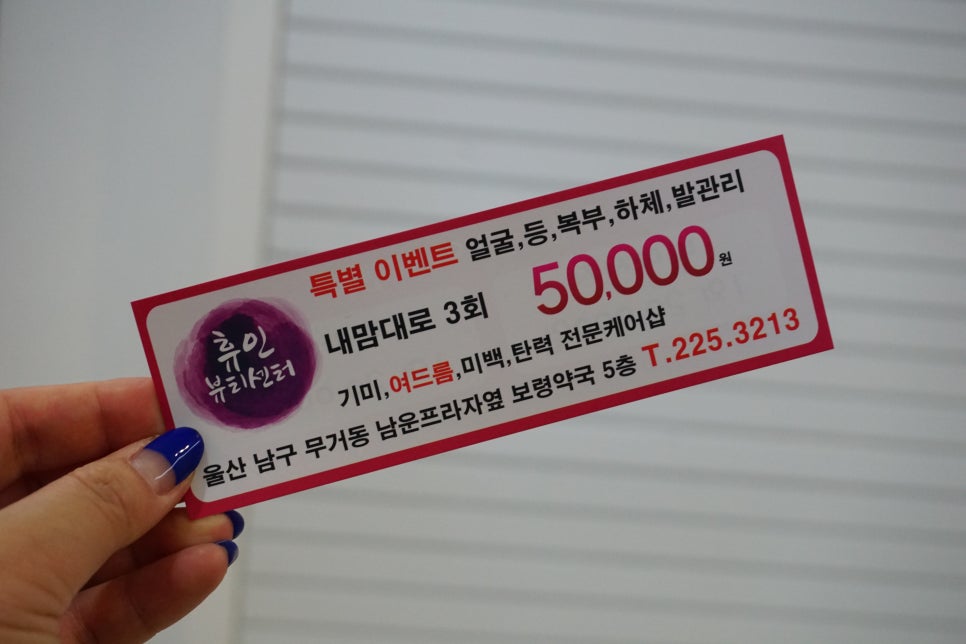 특별 이벤트 얼굴,등,복부,하체,발관리
내맘대로 3회 50,000원
휴인
뷰티센터
기미,여드름,미백,탄력 전문케어샵
울산 남구 무거동 남운프라자옆 보령약국 5층 T.225.3213